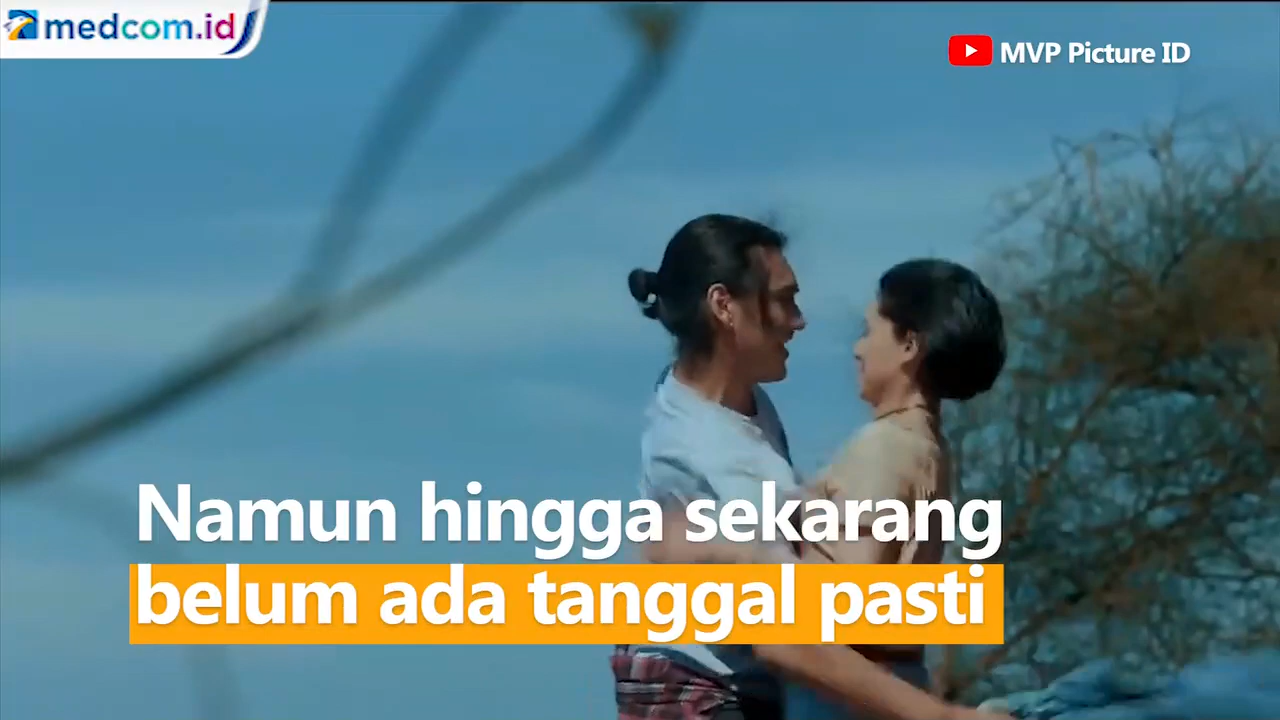 medcom.id
MVP Picture ID
Namun hingga sekarang
belum ada tanggal pasti